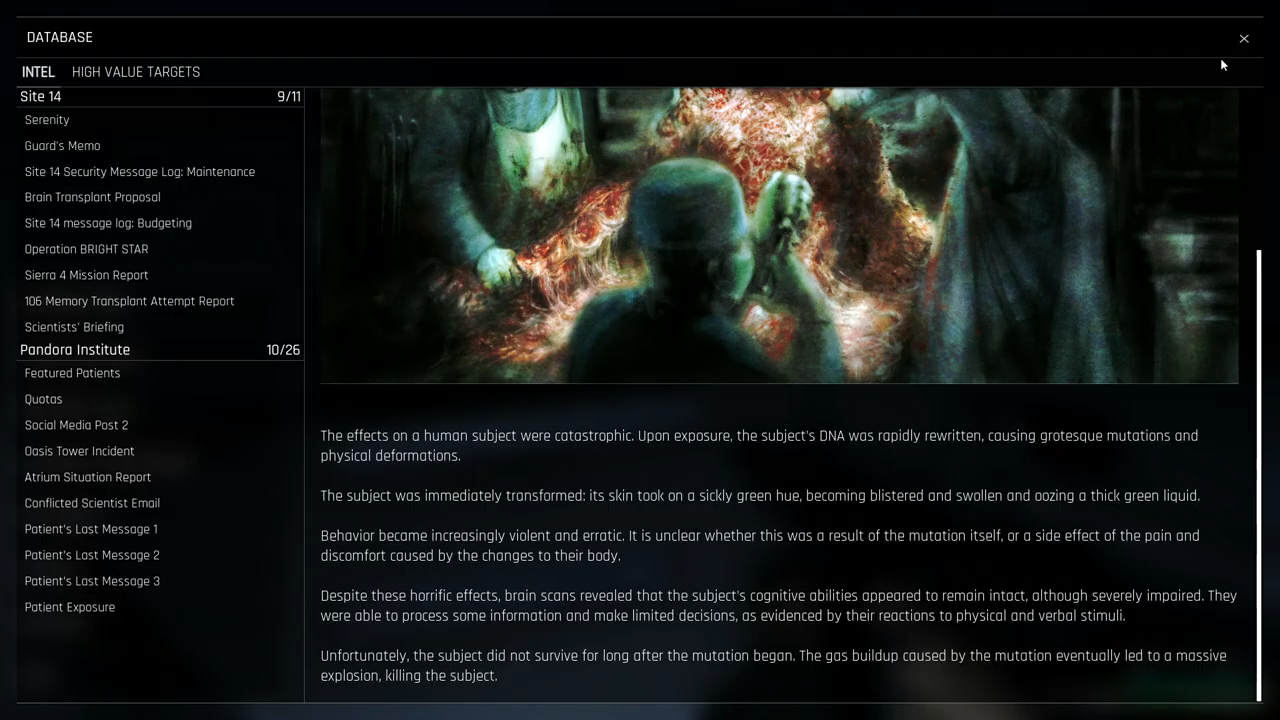 DATABASE
INTEL HIGH VALUE TARGETS
Site 14 9/11
Serenity
Guard's Memo
Site 14 Security Message Log: Maintenance
Brain Transplant Proposal
Site 14 message log: Budgeting
Operation BRIGHT STAR
Sierra 4 Mission Report
106 Memory Transplant Attempt Report
Scientists' Briefing
Pandora Institute 10/26
Featured Patients
Quotas
Social Media Post 2
Oasis Tower Incident
Atrium Situation Report
Conflicted Scientist Email
Patient's Last Message 1
Patient's Last Message 2
Patient's Last Message 3
Patient Exposure
The effects on a human subject were catastrophic. Upon exposure, the subject's DNA was rapidly rewritten, causing grotesque mutations and
physical deformations.
The subject was immediately transformed: its skin took on a sickly green hue, becoming blistered and swollen and oozing a thick green liquid.
Behavior became increasingly violent and erratic. It is unclear whether this was a result of the mutation itself, or a side effect of the pain and
discomfort caused by the changes to their body.
Despite these horrific effects, brain scans revealed that the subject's cognitive abilities appeared to remain intact, although severely impaired. They
were able to process some information and make limited decisions, as evidenced by their reactions to physical and verbal stimuli.
Unfortunately, the subject did not survive for long after the mutation began. The gas buildup caused by the mutation eventually led to a massive
explosion, killing the subject.